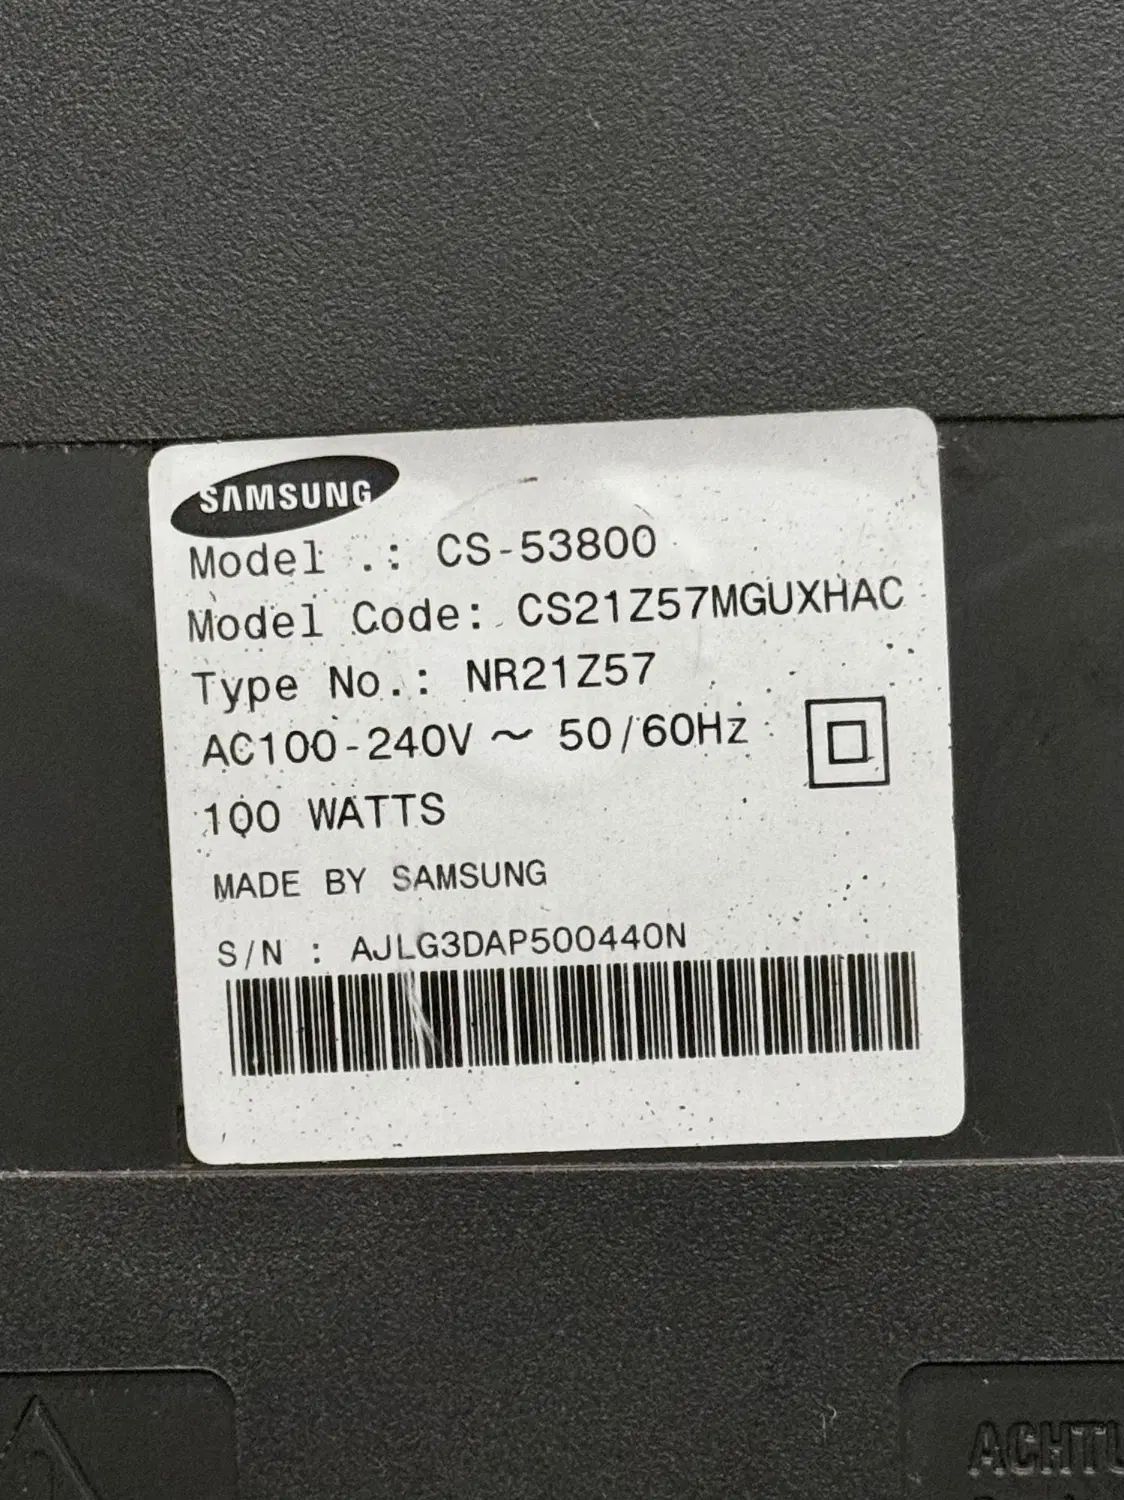 SAMSUNG
Model .: CS-53800
Model Code: CS21Z57MGUXHAC
Type No.: NR21Z57
AC100-240V ~ 50/60Hz
100 WATTS
MADE BY SAMSUNG
S/N : AJLG3DAP500440N